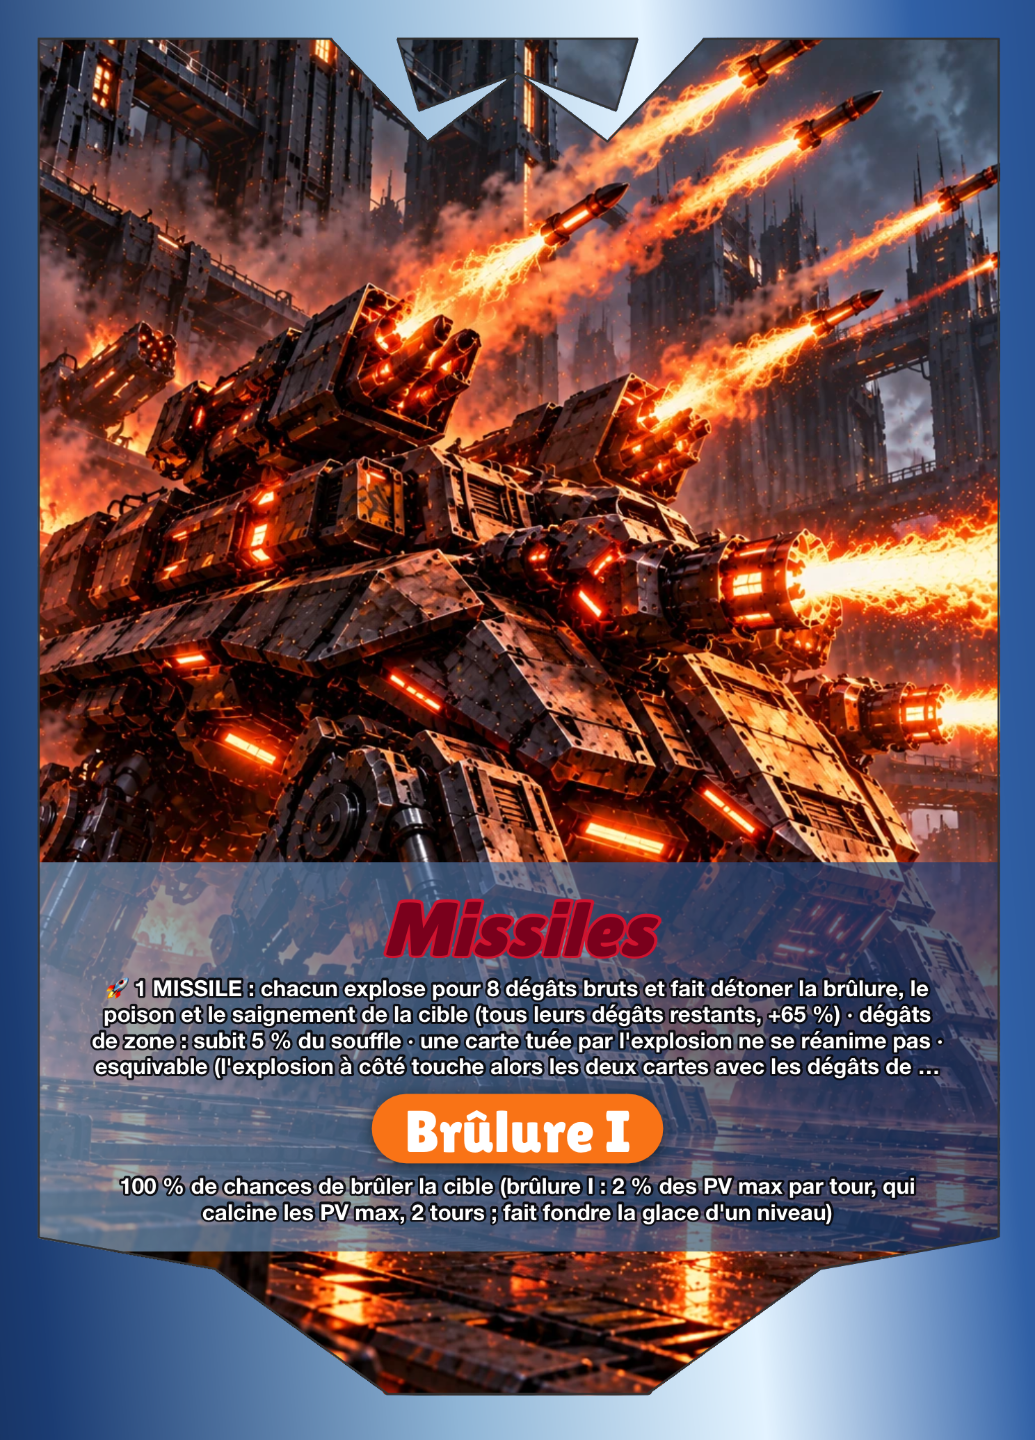 Missiles
🚀 1 MISSILE : chacun explose pour 8 dégâts bruts et fait détoner la brûlure, le
poison et le saignement de la cible (tous leurs dégâts restants, +65 %) · dégâts
de zone : subit 5 % du souffle · une carte tuée par l'explosion ne se réanime pas ·
esquivable (l'explosion à côté touche alors les deux cartes avec les dégâts de ...
Brûlure I
100 % de chances de brûler la cible (brûlure I : 2 % des PV max par tour, qui
calcine les PV max, 2 tours ; fait fondre la glace d'un niveau)